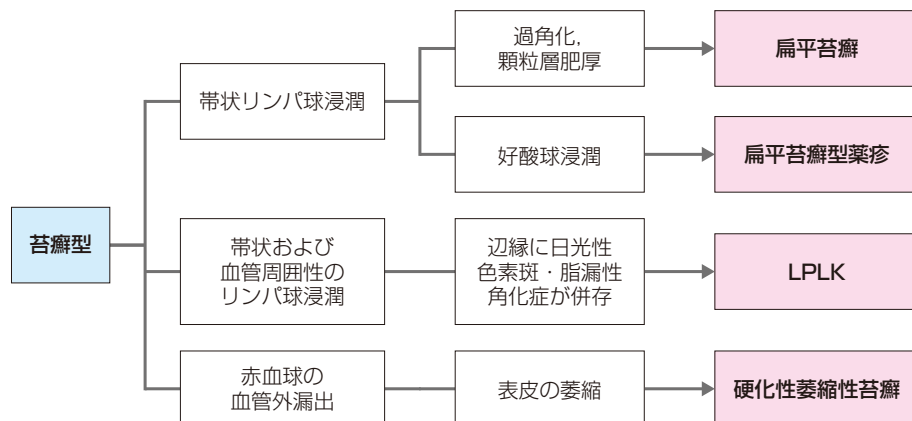 苔癬型
帯状リンパ球浸潤
過角化,
顆粒層肥厚
扁平苔癬
好酸球浸潤
扁平苔癬型薬疹
帯状および
血管周囲性の
リンパ球浸潤
辺縁に日光性
色素斑・脂漏性
角化症が併存
LPLK
赤血球の
血管外漏出
表皮の萎縮
硬化性萎縮性苔癬